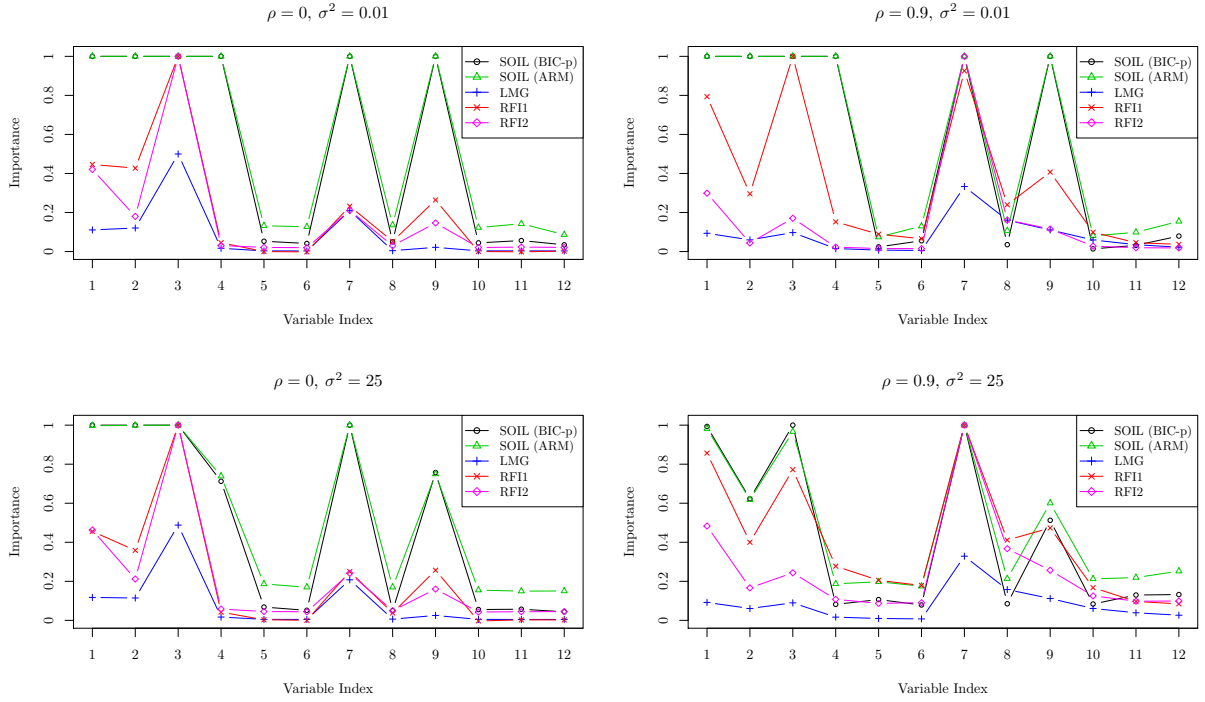 ρ = 0, σ² = 0.01
Importance
0
0.2
0.4
0.6
0.8
1
SOIL (BIC-p)
SOIL (ARM)
LMG
RFI1
RFI2
1 2 3 4 5 6 7 8 9 10 11 12
Variable Index
ρ = 0.9, σ² = 0.01
Importance
0
0.2
0.4
0.6
0.8
1
SOIL (BIC-p)
SOIL (ARM)
LMG
RFI1
RFI2
1 2 3 4 5 6 7 8 9 10 11 12
Variable Index
ρ = 0, σ² = 25
Importance
0
0.2
0.4
0.6
0.8
1
SOIL (BIC-p)
SOIL (ARM)
LMG
RFI1
RFI2
1 2 3 4 5 6 7 8 9 10 11 12
Variable Index
ρ = 0.9, σ² = 25
Importance
0
0.2
0.4
0.6
0.8
1
SOIL (BIC-p)
SOIL (ARM)
LMG
RFI1
RFI2
1 2 3 4 5 6 7 8 9 10 11 12
Variable Index